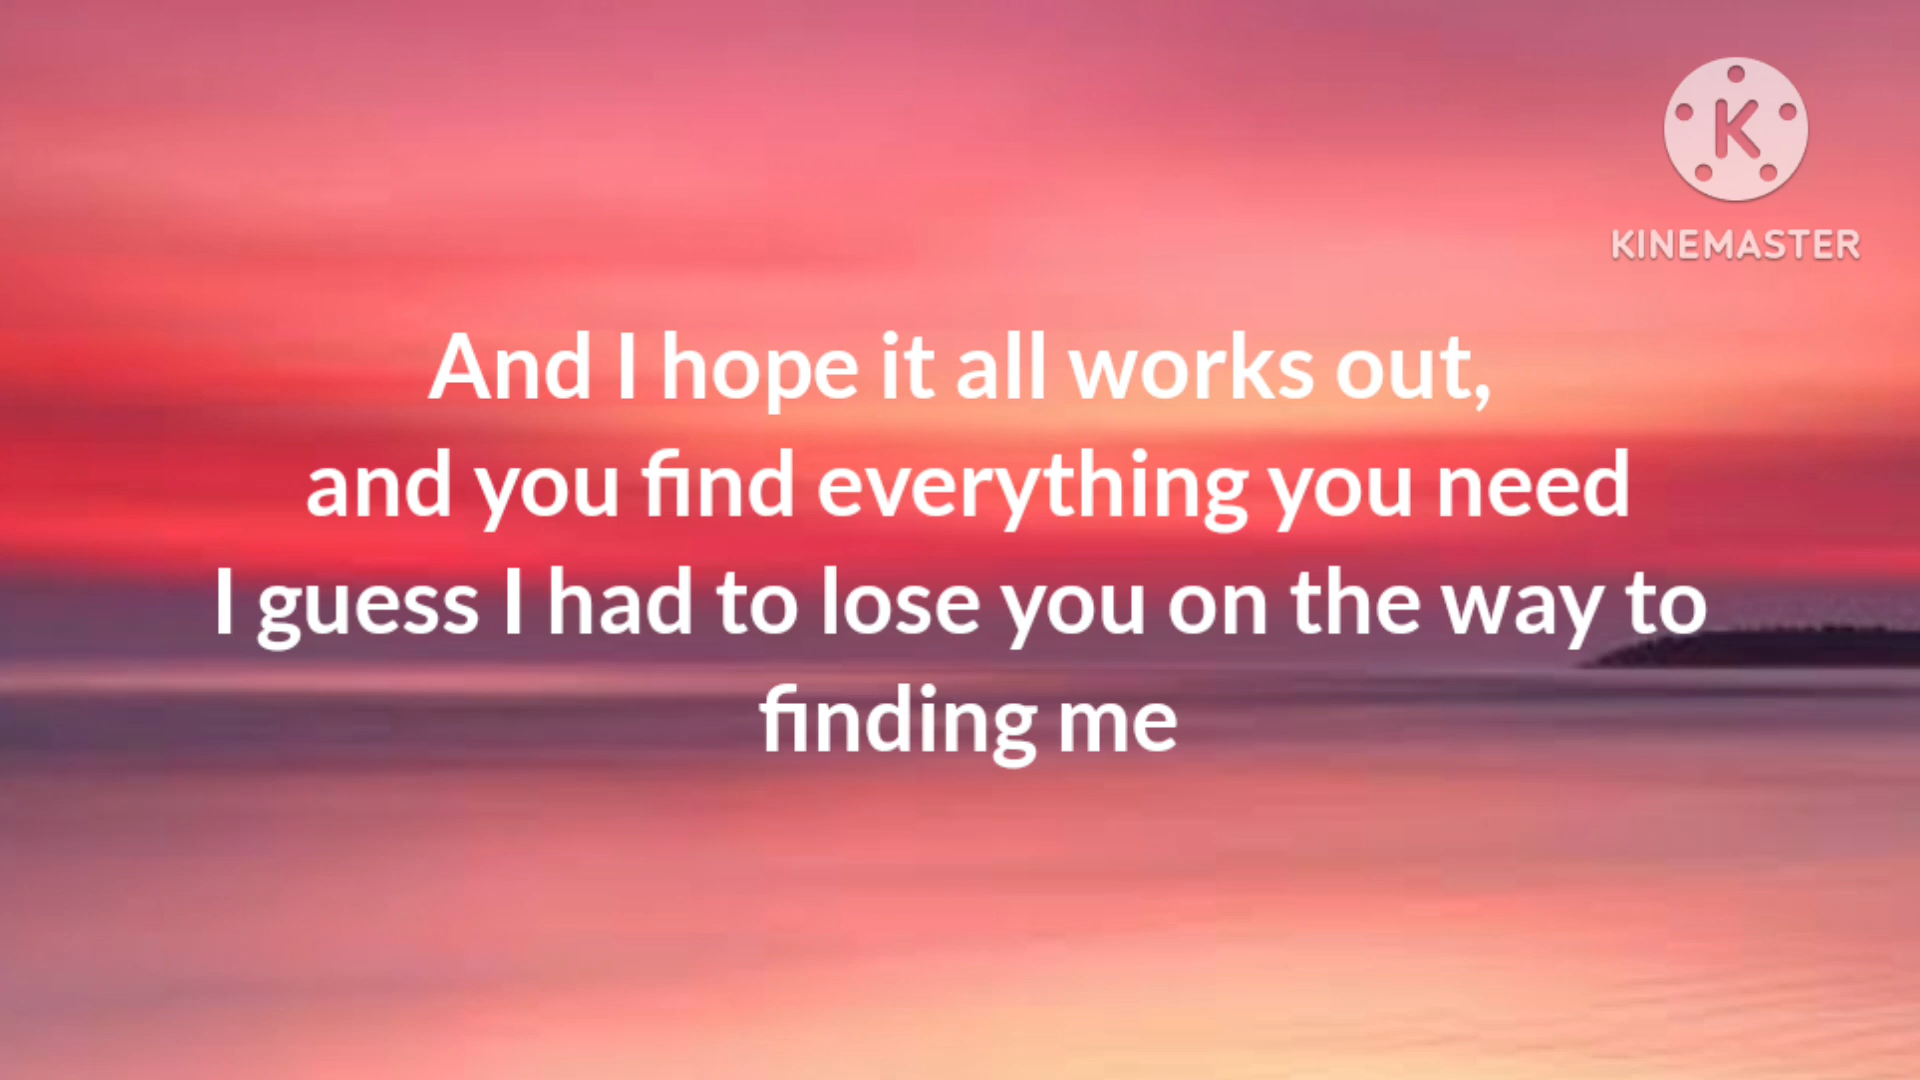 KINEMASTER
And I hope it all works out,
and you find everything you need
I guess I had to lose you on the way to
finding me